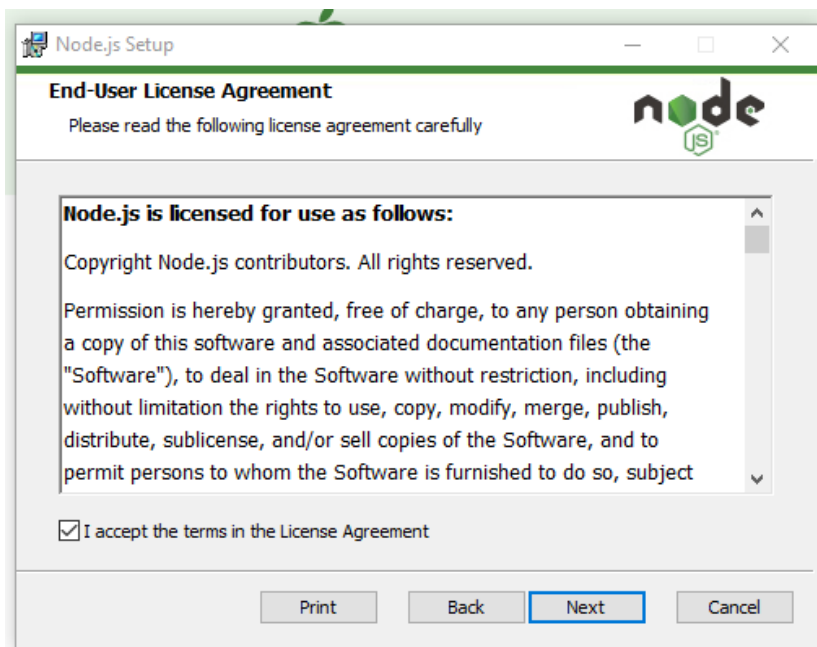 Node.js Setup
End-User License Agreement
Please read the following license agreement carefully
node
JS
Node.js is licensed for use as follows:
Copyright Node.js contributors. All rights reserved.
Permission is hereby granted, free of charge, to any person obtaining
a copy of this software and associated documentation files (the
"Software"), to deal in the Software without restriction, including
without limitation the rights to use, copy, modify, merge, publish,
distribute, sublicense, and/or sell copies of the Software, and to
permit persons to whom the Software is furnished to do so, subject
I accept the terms in the License Agreement
Print Back Next Cancel